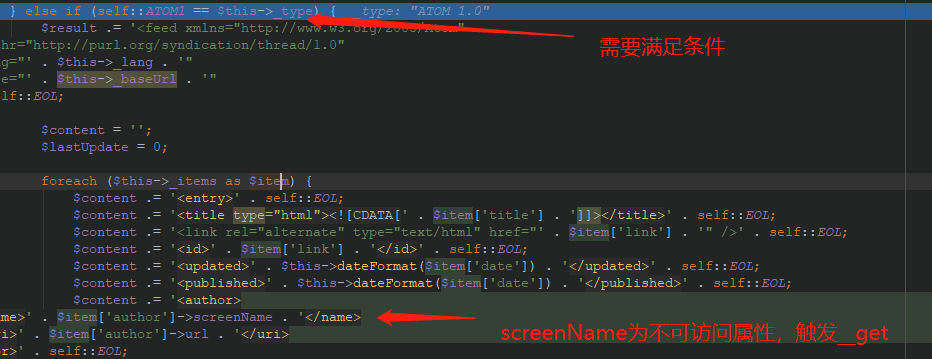 } else if (self::ATOM1 == $this->_type) { _type: "ATOM 1.0"
$result .= '<feed xmlns="http://www.w3.org/2005/Atom"
hr="http://purl.org/syndication/thread/1.0"
g="' . $this->_lang . '"
e="' . $this->_baseUrl . '"
lf::EOL;
$content = '';
$lastUpdate = 0;
foreach ($this->_items as $item) {
$content .= '<entry>' . self::EOL;
$content .= '<title type="html"><![CDATA[' . $item['title'] . ']]></title>' . self::EOL;
$content .= '<link rel="alternate" type="text/html" href="' . $item['link'] . '" />' . self::EOL;
$content .= '<id>' . $item['link'] . '</id>' . self::EOL;
$content .= '<updated>' . $this->dateFormat($item['date']) . '</updated>' . self::EOL;
$content .= '<published>' . $this->dateFormat($item['date']) . '</published>' . self::EOL;
$content .= '<author>
me>' . $item['author']->screenName . '</name>
i>' . $item['author']->url . '</uri>
or>' . self::EOL;
需要满足条件
screenName为不可访问属性，触发__get